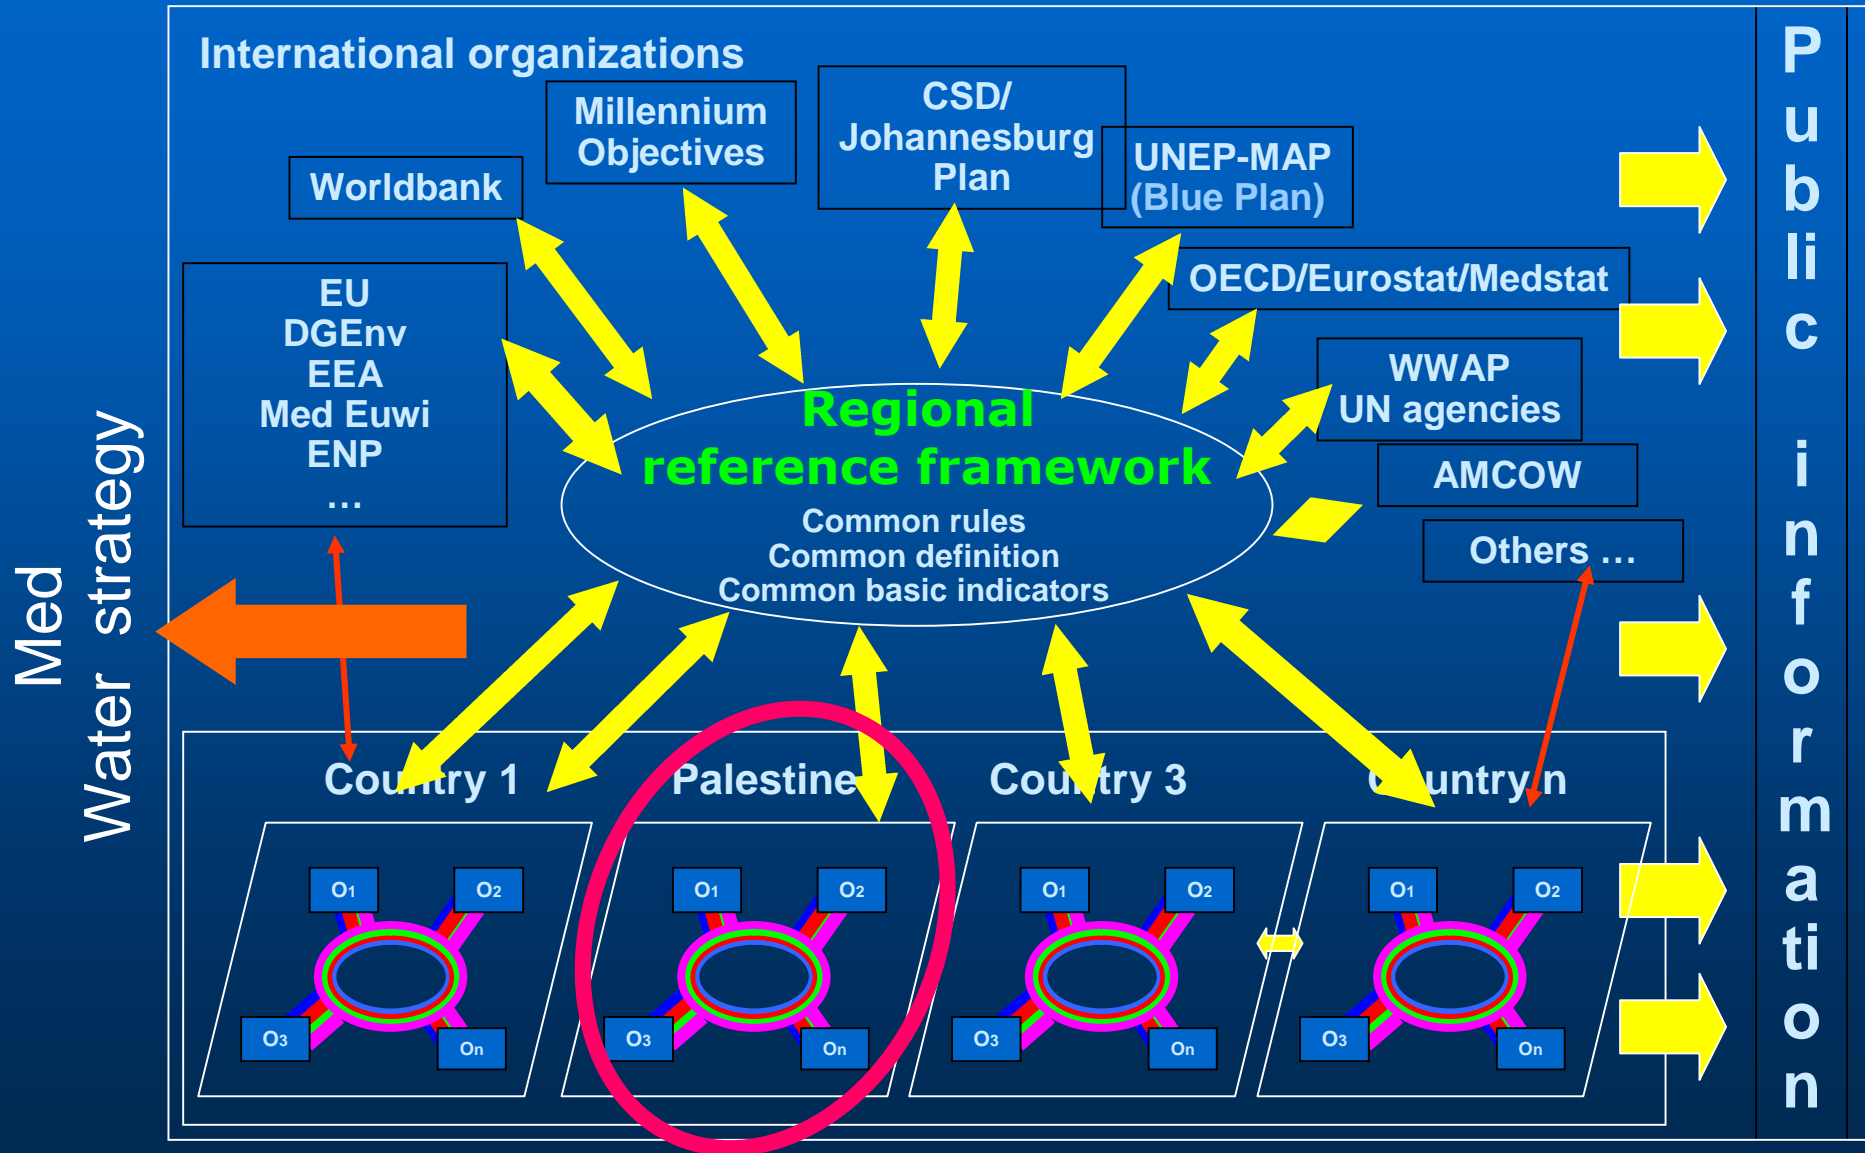 International organizations
Worldbank
Millennium
Objectives
CSD/
Johannesburg
Plan
UNEP-MAP
(Blue Plan)
OECD/Eurostat/Medstat
WWAP
UN agencies
AMCOW
Others ...
EU
DGEnv
EEA
Med Euwi
ENP
...
Regional
reference framework
Common rules
Common definition
Common basic indicators
Med
Water strategy
Country 1
Palestine
Country 3
Country n
O1
O2
O3
On
O1
O2
O3
On
O1
O2
O3
On
O1
O2
O3
On
Public information